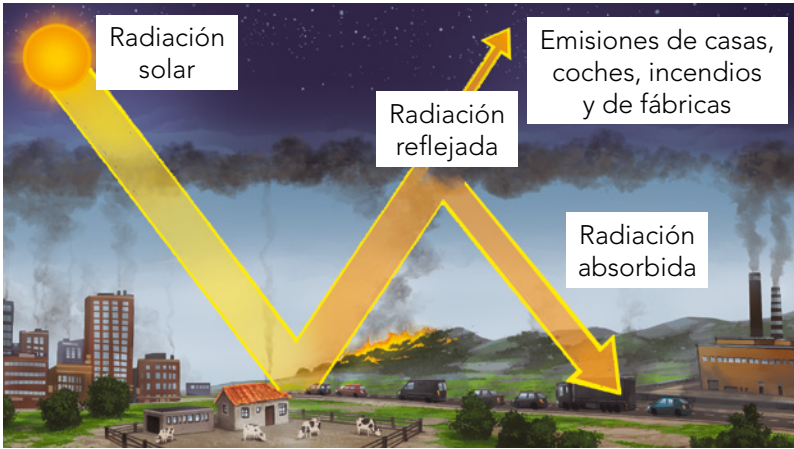 Radiación
solar
Emisiones de casas,
coches, incendios
y de fábricas
Radiación
reflejada
Radiación
absorbida